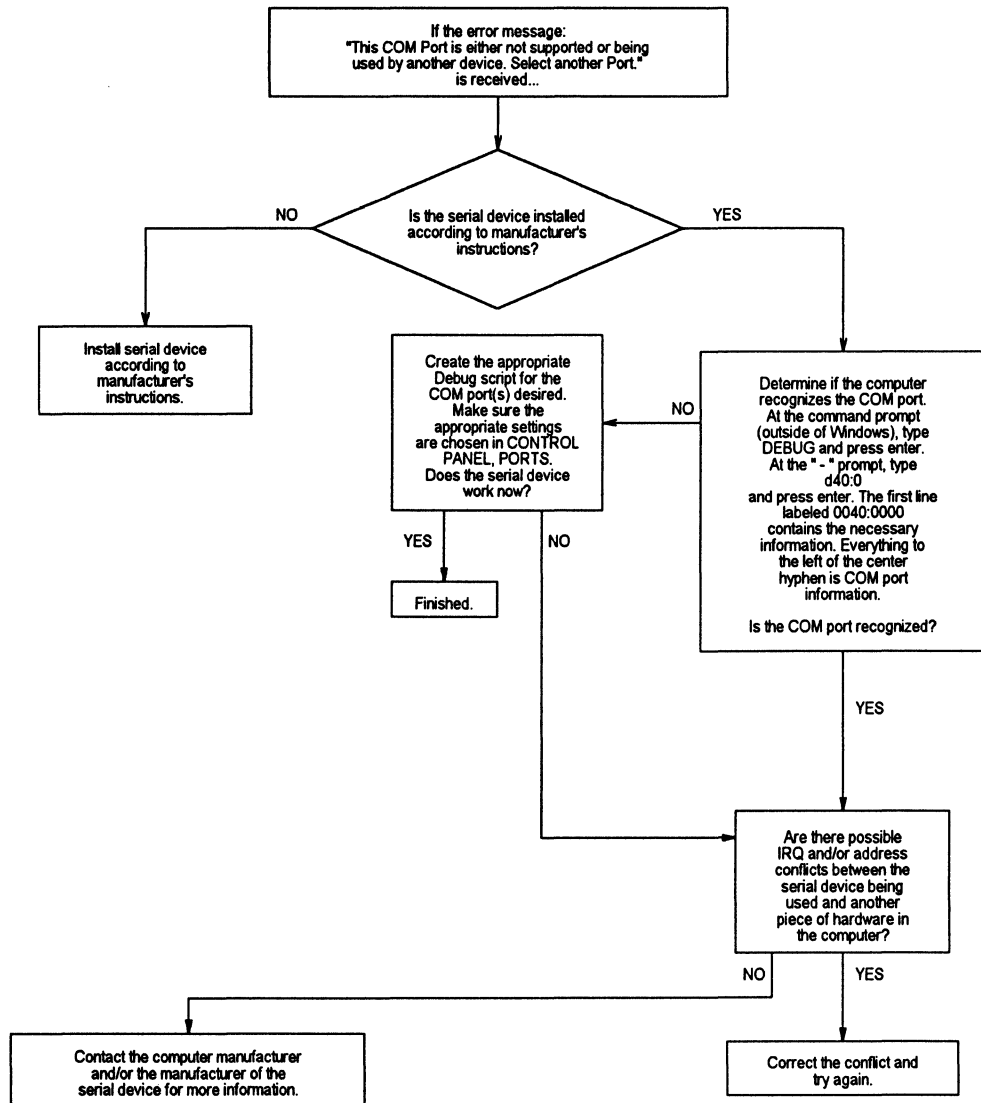 If the error message:
"This COM Port is either not supported or being
used by another device. Select another Port."
is received...
NO
YES
Is the serial device installed
according to manufacturer's
instructions?
Install serial device
according to
manufacturer's
instructions.
Create the appropriate
Debug script for the
COM port(s) desired.
Make sure the
appropriate settings
are chosen in CONTROL
PANEL, PORTS.
Does the serial device
work now?
NO
Determine if the computer
recognizes the COM port.
At the command prompt
(outside of Windows), type
DEBUG and press enter.
At the " - " prompt, type
d40:0
and press enter. The first line
labeled 0040:0000
contains the necessary
information. Everything to
the left of the center
hyphen is COM port
information.
Is the COM port recognized?
YES
NO
Finished.
YES
Are there possible
IRQ and/or address
conflicts between the
serial device being
used and another
piece of hardware in
the computer?
NO
YES
Contact the computer manufacturer
and/or the manufacturer of the
serial device for more information.
Correct the conflict and
try again.